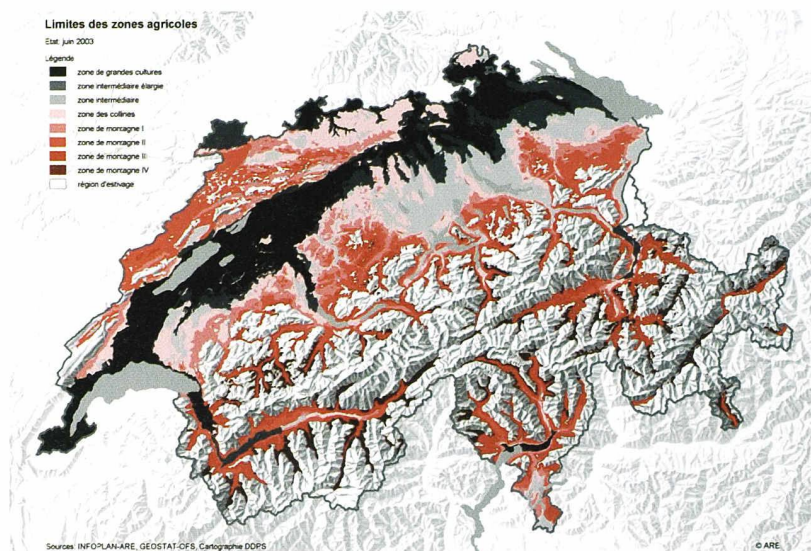 Limites des zones agricoles
Etat: juin 2003
Légende
zone de grandes cultures
zone intermédiaire élargie
zone intermédiaire
zone des collines
zone de montagne I
zone de montagne II
zone de montagne III
zone de montagne IV
région d'estivage
Sources: INFOPLAN-ARE, GEOSTAT-OFS, Cartographie DDPS
© ARE